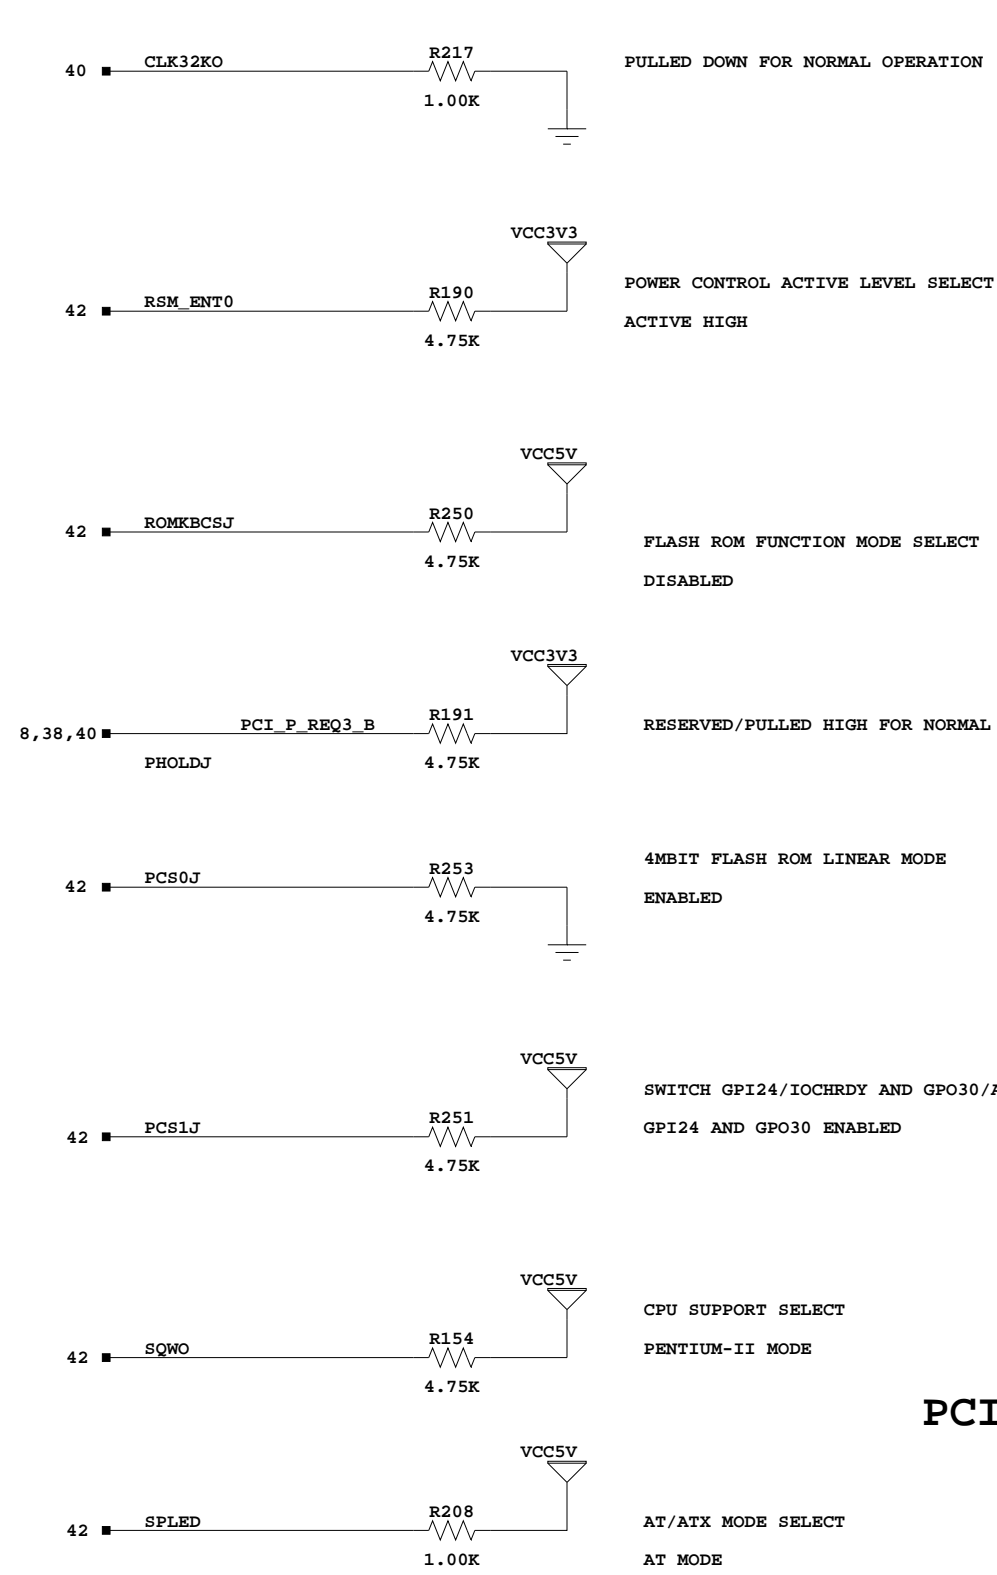 CLK32KO
R217
PULLED DOWN FOR NORMAL OPERATION
40
1.00K
VCC3V3
POWER CONTROL ACTIVE LEVEL SELECT
RSM_ENT0
R190
42
ACTIVE HIGH
4.75K
VCC5V
ROMKBCSJ
R250
42
FLASH ROM FUNCTION MODE SELECT
4.75K
DISABLED
VCC3V3
8,38,40
PCI_P_REQ3_B
R191
RESERVED/PULLED HIGH FOR NORMAL
PHOLDJ
4.75K
4MBIT FLASH ROM LINEAR MODE
PCS0J
R253
42
ENABLED
4.75K
VCC5V
SWITCH GPI24/IOCHRDY AND GPO30/A
PCS1J
R251
42
GPI24 AND GPO30 ENABLED
4.75K
VCC5V
CPU SUPPORT SELECT
SQWO
R154
42
PENTIUM-II MODE
4.75K
PCI
VCC5V
SPLED
R208
42
AT/ATX MODE SELECT
1.00K
AT MODE